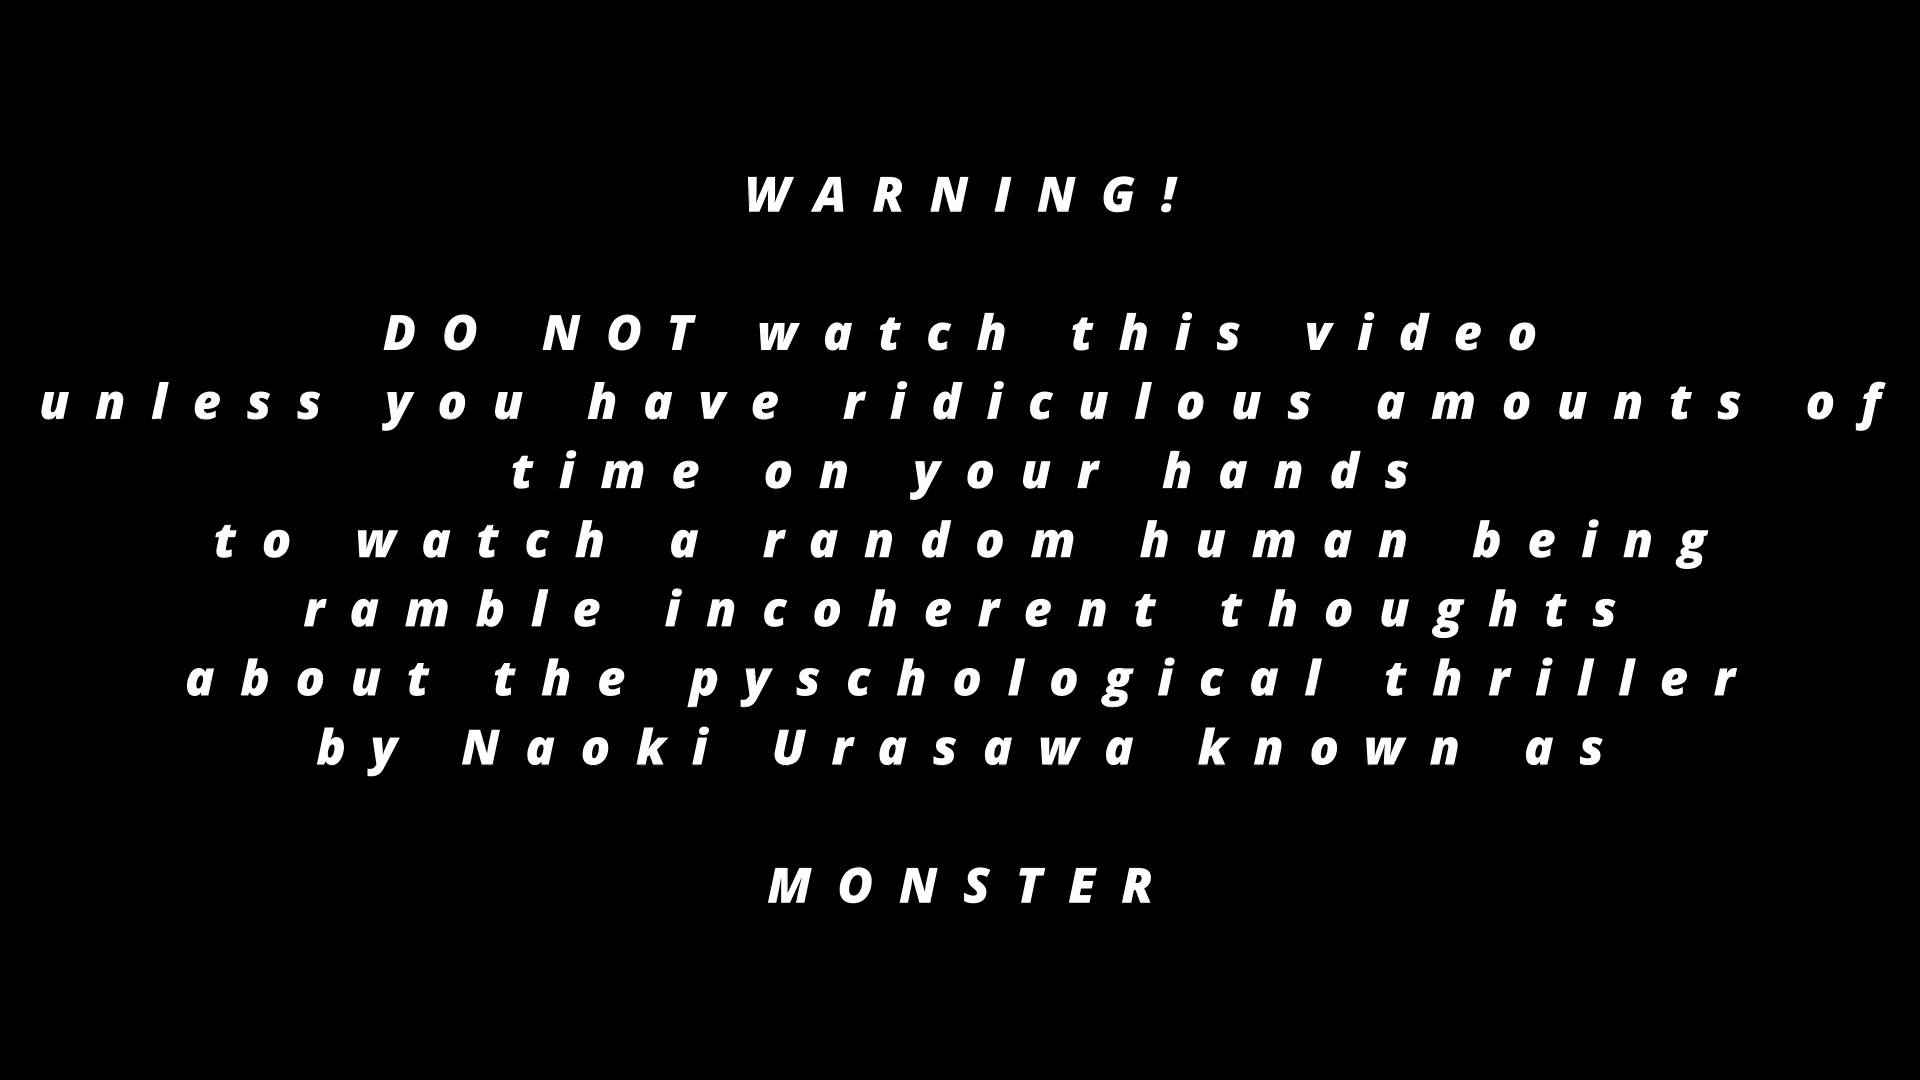 WARNING!
DO NOT watch this video
unless you have ridiculous amounts of
time on your hands
to watch a random human being
ramble incoherent thoughts
about the pyschological thriller
by Naoki Urasawa known as
MONSTER